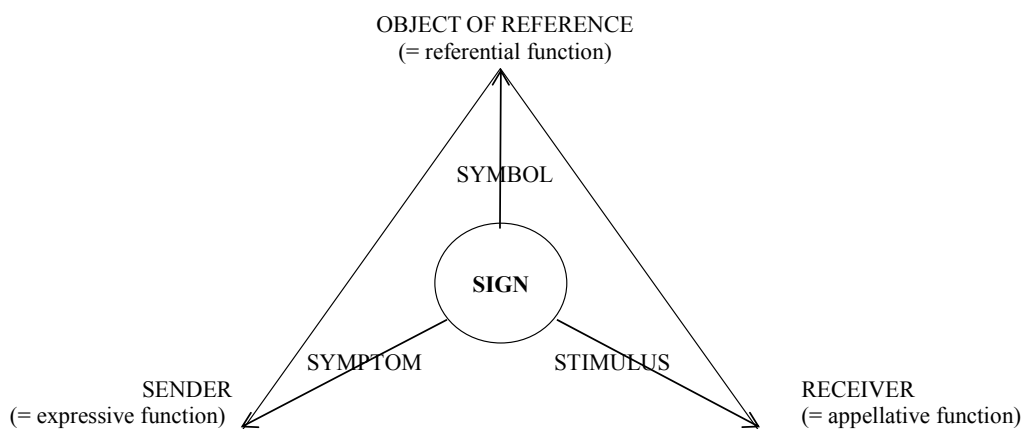 OBJECT OF REFERENCE
(= referential function)
SYMBOL
SIGN
SYMPTOM
STIMULUS
SENDER
(= expressive function)
RECEIVER
(= appellative function)